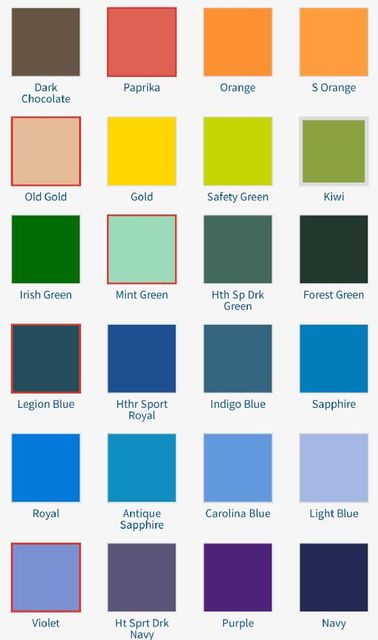 Dark
Chocolate
Paprika
Orange
S Orange
Old Gold
Gold
Safety Green
Kiwi
Irish Green
Mint Green
Hth Sp Drk
Green
Forest Green
Legion Blue
Hthr Sport
Royal
Indigo Blue
Sapphire
Royal
Antique
Sapphire
Carolina Blue
Light Blue
Violet
Ht Sprt Drk
Navy
Purple
Navy